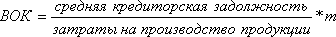 ВОК = средняя кредиторская задолжность / затраты на производство продукции * m